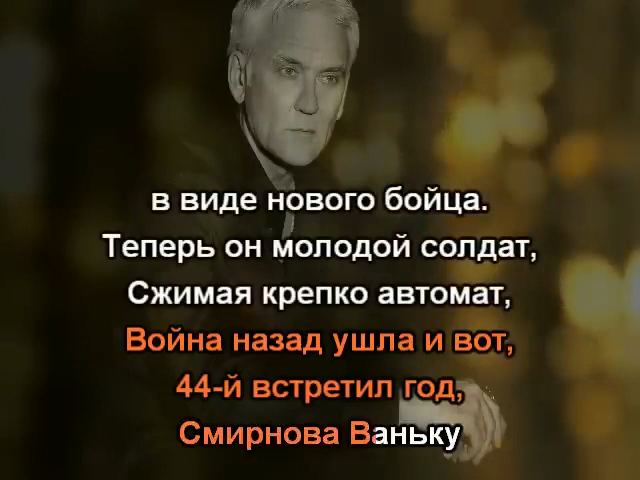 в виде нового бойца.
Теперь он молодой солдат,
Сжимая крепко автомат,
Война назад ушла и вот,
44-й встретил год,
Смирнова Ваньку